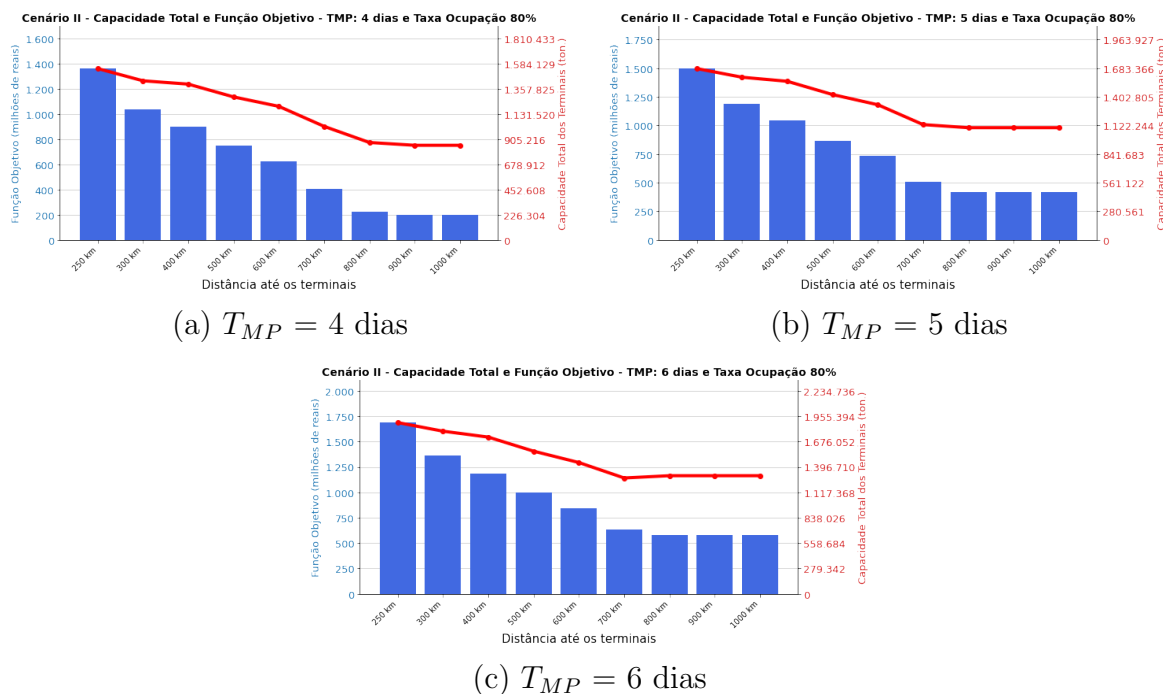 Cenário II - Capacidade Total e Função Objetivo - TMP: 4 dias e Taxa Ocupação 80%
Função Objetivo (milhões de reais)
1.600
1.400
1.200
1.000
800
600
400
200
0
1.810.433
1.584.129
1.357.825
1.131.520
905.216
678.912
452.608
226.304
0
Capacidade Total dos Terminais (ton.)
250 km
300 km
400 km
500 km
600 km
700 km
800 km
900 km
1000 km
Distância até os terminais
(a) T_{MP} = 4 dias
Cenário II - Capacidade Total e Função Objetivo - TMP: 5 dias e Taxa Ocupação 80%
Função Objetivo (milhões de reais)
1.750
1.500
1.250
1.000
750
500
250
0
1.963.927
1.683.366
1.402.805
1.122.244
841.683
561.122
280.561
0
Capacidade Total dos Terminais (ton.)
250 km
300 km
400 km
500 km
600 km
700 km
800 km
900 km
1000 km
Distância até os terminais
(b) T_{MP} = 5 dias
Cenário II - Capacidade Total e Função Objetivo - TMP: 6 dias e Taxa Ocupação 80%
Função Objetivo (milhões de reais)
2.000
1.750
1.500
1.250
1.000
750
500
250
0
2.234.736
1.955.394
1.676.052
1.396.710
1.117.368
838.026
558.684
279.342
0
Capacidade Total dos Terminais (ton.)
250 km
300 km
400 km
500 km
600 km
700 km
800 km
900 km
1000 km
Distância até os terminais
(c) T_{MP} = 6 dias